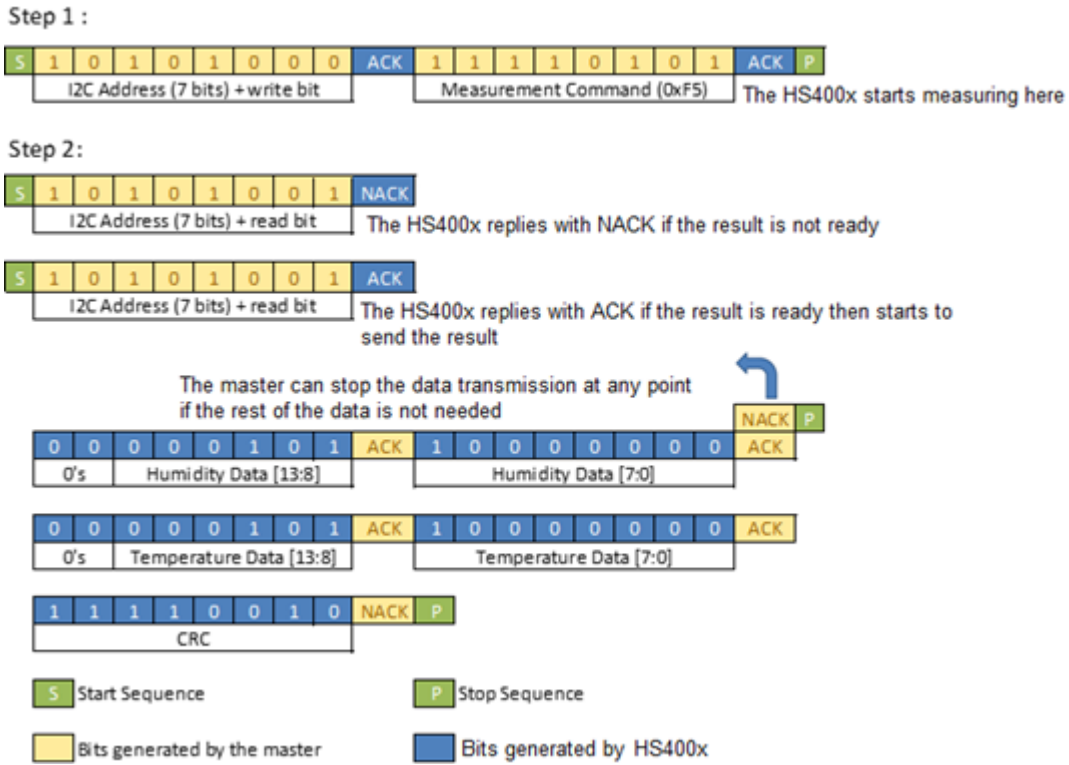 Step 1 :
S 1 0 1 0 1 0 0 0 ACK 1 1 1 1 0 1 0 1 ACK P
I2C Address (7 bits) + write bit Measurement Command (0xF5) The HS400x starts measuring here
Step 2:
S 1 0 1 0 1 0 0 1 NACK
I2C Address (7 bits) + read bit The HS400x replies with NACK if the result is not ready
S 1 0 1 0 1 0 0 1 ACK
I2C Address (7 bits) + read bit The HS400x replies with ACK if the result is ready then starts to
send the result
The master can stop the data transmission at any point
if the rest of the data is not needed
NACK P
0 0 0 0 0 1 0 1 ACK 1 0 0 0 0 0 0 0 ACK
0's Humidity Data [13:8] Humidity Data [7:0]
0 0 0 0 0 1 0 1 ACK 1 0 0 0 0 0 0 0 ACK
0's Temperature Data [13:8] Temperature Data [7:0]
1 1 1 1 0 0 1 0 NACK P
CRC
S Start Sequence P Stop Sequence
Bits generated by the master Bits generated by HS400x